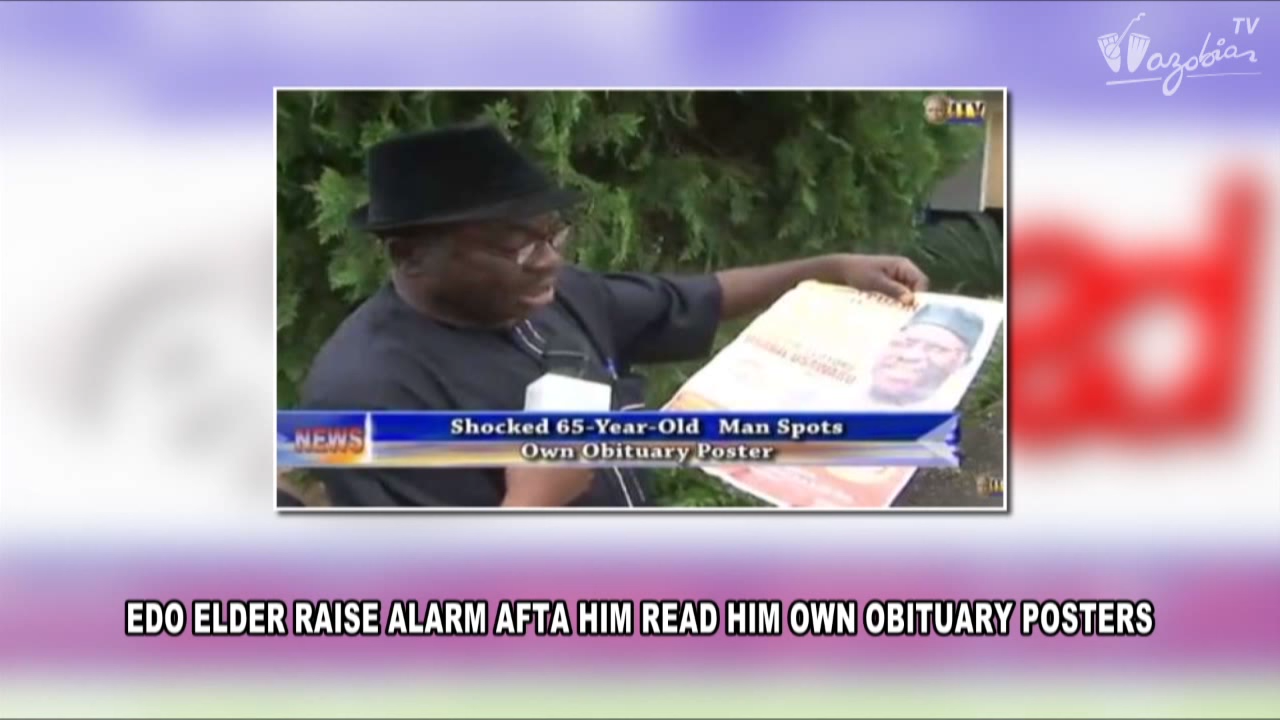 TV
Wazobia
NEWS
Shocked 65-Year-Old Man Spots
Own Obituary Poster
EDO ELDER RAISE ALARM AFTA HIM READ HIM OWN OBITUARY POSTERS